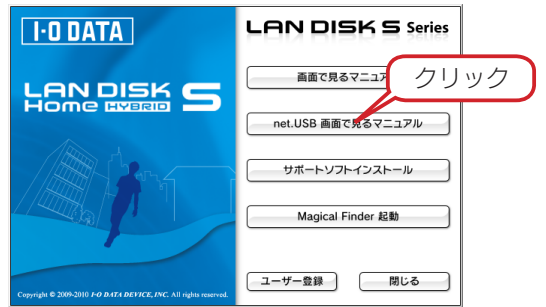 I-O DATA
LAN DISK
Home HYBRID S
Copyright © 2009-2010 I-O DATA DEVICE, INC. All rights reserved.
LAN DISK S Series
画面で見るマニュア
クリック
net.USB 画面で見るマニュアル
サポートソフトインストール
Magical Finder 起動
ユーザー登録
閉じる